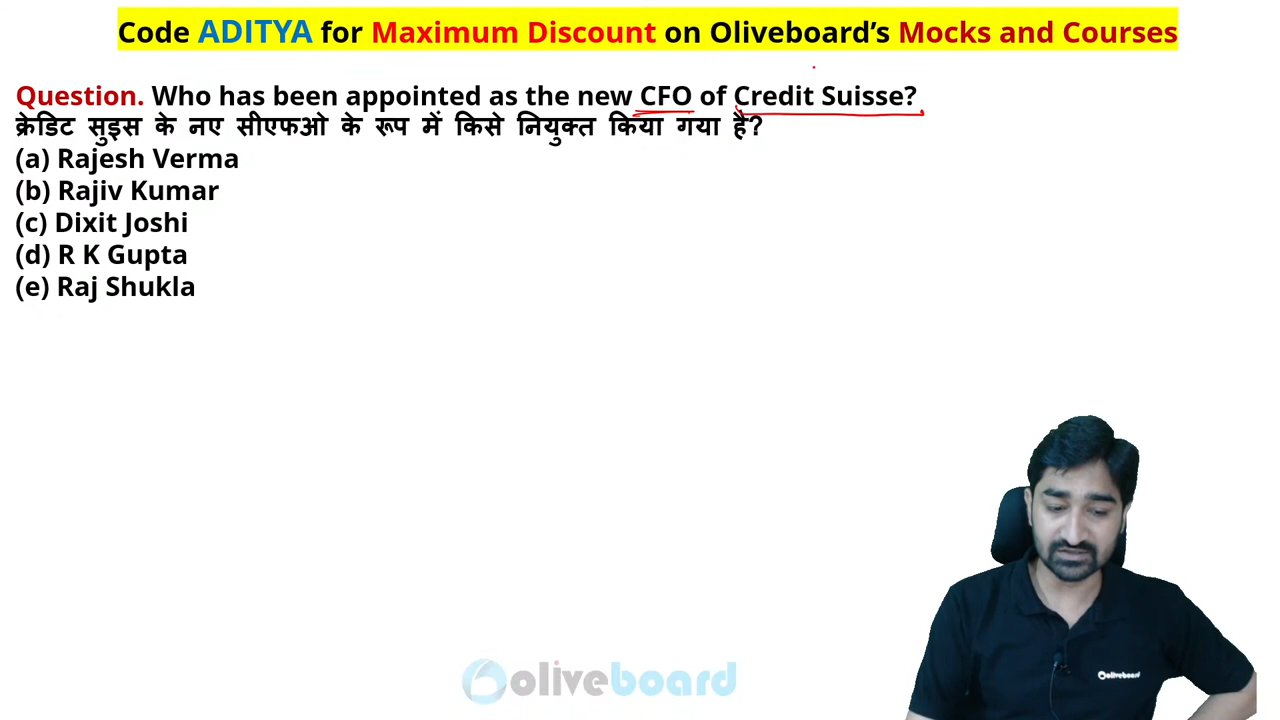 Code ADITYA for Maximum Discount on Oliveboard’s Mocks and Courses
Question. Who has been appointed as the new CFO of Credit Suisse?
क्रेडिट सुइस के नए सीएफओ के रूप में किसे नियुक्त किया गया है?
(a) Rajesh Verma
(b) Rajiv Kumar
(c) Dixit Joshi
(d) R K Gupta
(e) Raj Shukla
oliveboard
oliveboard